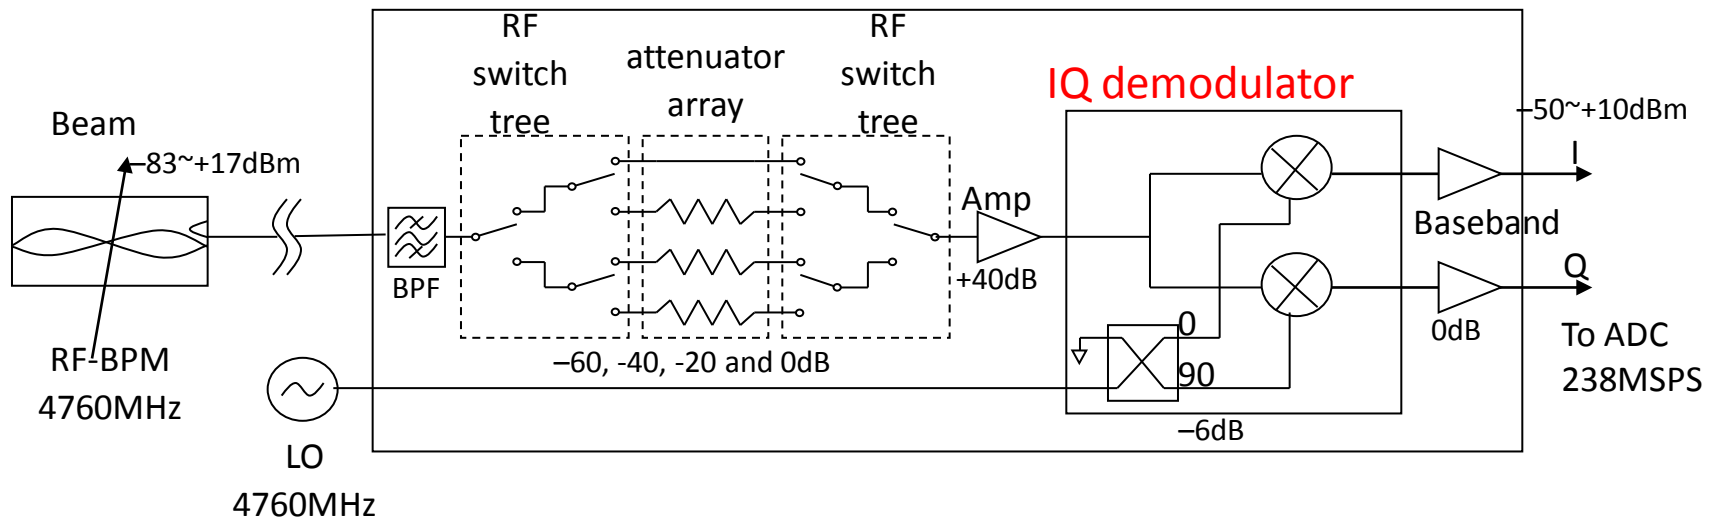 RF
switch
tree
attenuator
array
RF
switch
tree
IQ demodulator
Beam
–83~+17dBm
–50~+10dBm
I
Amp
+40dB
Baseband
BPF
Q
0dB
0
90
–60, -40, -20 and 0dB
–6dB
To ADC
238MSPS
RF-BPM
4760MHz
LO
4760MHz